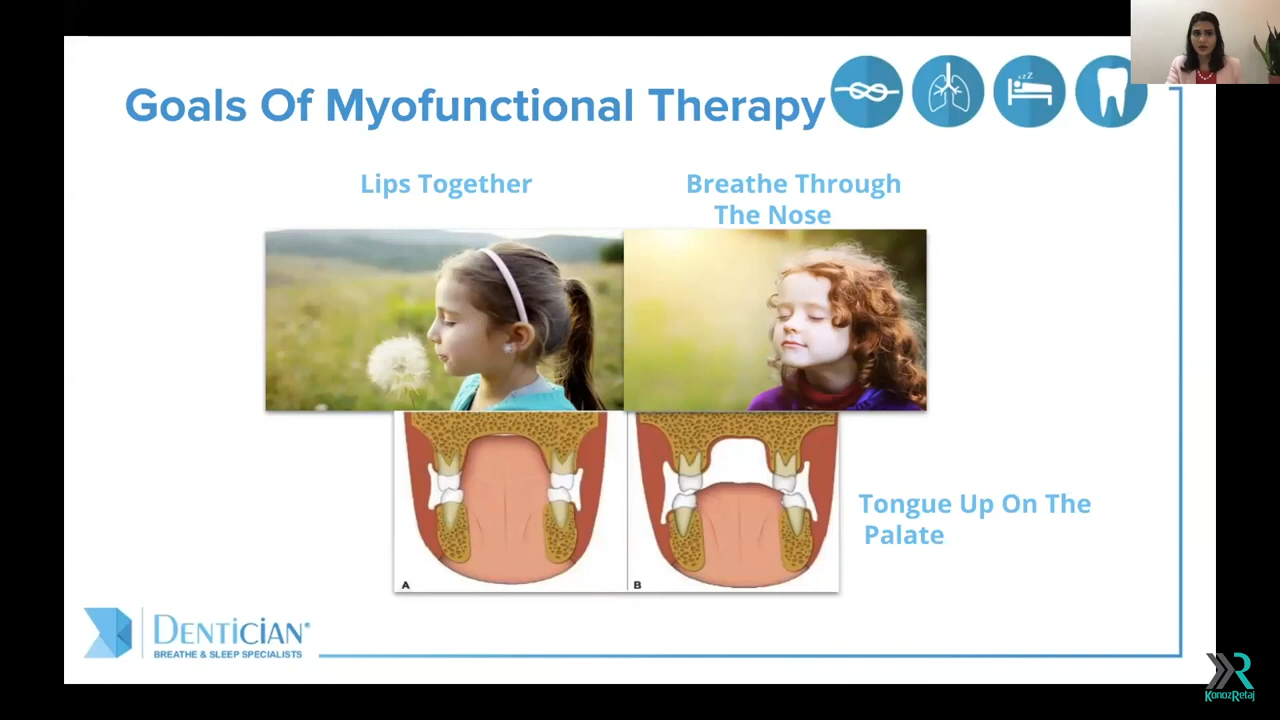 Goals Of Myofunctional Therapy
Lips Together
Breathe Through
The Nose
A
B
Tongue Up On The
Palate
DENTICIAN®
BREATHE & SLEEP SPECIALISTS
KonozRetaj
zzZ